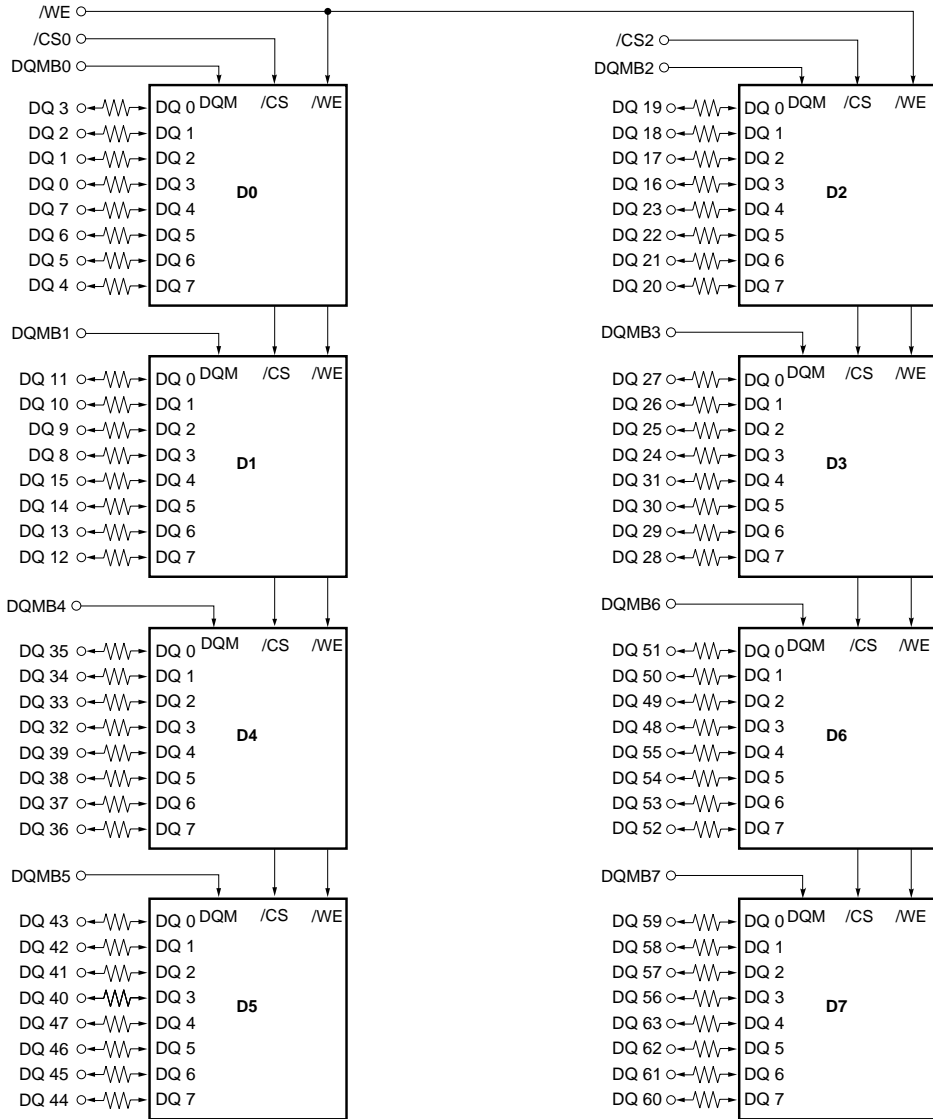 /WE
/CS0
/CS2
DQMB0
DQMB2
DQM /CS /WE
DQ 3 DQ 0
DQ 2 DQ 1
DQ 1 DQ 2
DQ 0 DQ 3
D0
DQ 7 DQ 4
DQ 6 DQ 5
DQ 5 DQ 6
DQ 4 DQ 7
DQM /CS /WE
DQ 19 DQ 0
DQ 18 DQ 1
DQ 17 DQ 2
DQ 16 DQ 3
D2
DQ 23 DQ 4
DQ 22 DQ 5
DQ 21 DQ 6
DQ 20 DQ 7
DQMB1
DQM /CS /WE
DQ 11 DQ 0
DQ 10 DQ 1
DQ 9 DQ 2
DQ 8 DQ 3
D1
DQ 15 DQ 4
DQ 14 DQ 5
DQ 13 DQ 6
DQ 12 DQ 7
DQMB3
DQM /CS /WE
DQ 27 DQ 0
DQ 26 DQ 1
DQ 25 DQ 2
DQ 24 DQ 3
D3
DQ 31 DQ 4
DQ 30 DQ 5
DQ 29 DQ 6
DQ 28 DQ 7
DQMB4
DQM /CS /WE
DQ 35 DQ 0
DQ 34 DQ 1
DQ 33 DQ 2
DQ 32 DQ 3
D4
DQ 39 DQ 4
DQ 38 DQ 5
DQ 37 DQ 6
DQ 36 DQ 7
DQMB6
DQM /CS /WE
DQ 51 DQ 0
DQ 50 DQ 1
DQ 49 DQ 2
DQ 48 DQ 3
D6
DQ 55 DQ 4
DQ 54 DQ 5
DQ 53 DQ 6
DQ 52 DQ 7
DQMB5
DQM /CS /WE
DQ 43 DQ 0
DQ 42 DQ 1
DQ 41 DQ 2
DQ 40 DQ 3
D5
DQ 47 DQ 4
DQ 46 DQ 5
DQ 45 DQ 6
DQ 44 DQ 7
DQMB7
DQM /CS /WE
DQ 59 DQ 0
DQ 58 DQ 1
DQ 57 DQ 2
DQ 56 DQ 3
D7
DQ 63 DQ 4
DQ 62 DQ 5
DQ 61 DQ 6
DQ 60 DQ 7